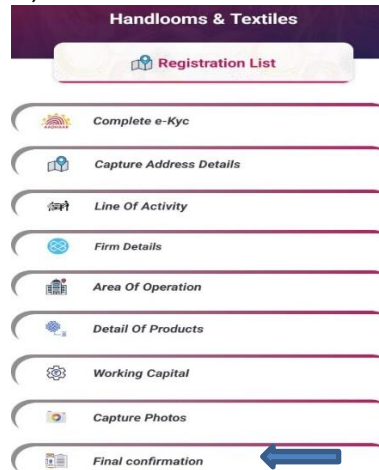 Handlooms & Textiles
Registration List
AADHAAR
Complete e-Kyc
Capture Address Details
Line Of Activity
Firm Details
Area Of Operation
Detail Of Products
Working Capital
Capture Photos
Final confirmation